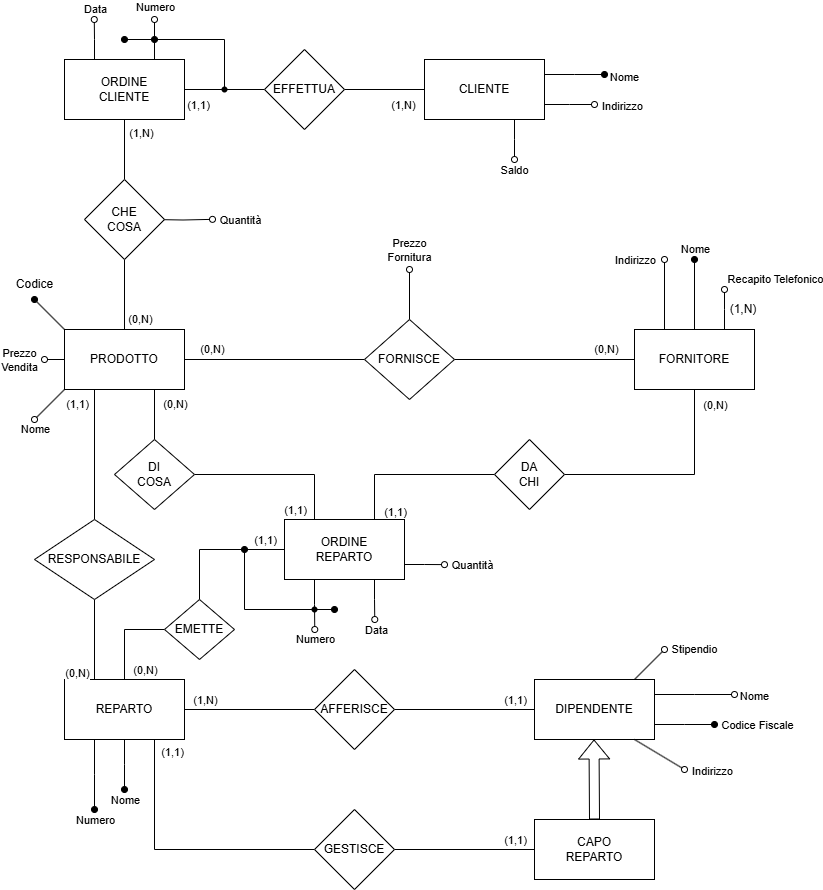 Data
Numero
ORDINE
CLIENTE
(1,1)
EFFETTUA
(1,N)
CLIENTE
Nome
Indirizzo
Saldo
(1,N)
CHE
COSA
Quantità
(0,N)
Codice
Prezzo
Vendita
Nome
PRODOTTO
(0,N)
Prezzo
Fornitura
FORNISCE
(0,N)
Indirizzo
Nome
Recapito Telefonico
(1,N)
FORNITORE
(1,1)
(0,N)
(0,N)
DI
COSA
DA
CHI
(1,1)
(1,1)
(1,1)
ORDINE
REPARTO
Quantità
Numero
Data
RESPONSABILE
EMETTE
(0,N)
(0,N)
REPARTO
(1,N)
AFFERISCE
(1,1)
DIPENDENTE
Stipendio
Nome
Codice Fiscale
Indirizzo
(1,1)
Nome
Numero
GESTISCE
(1,1)
CAPO
REPARTO